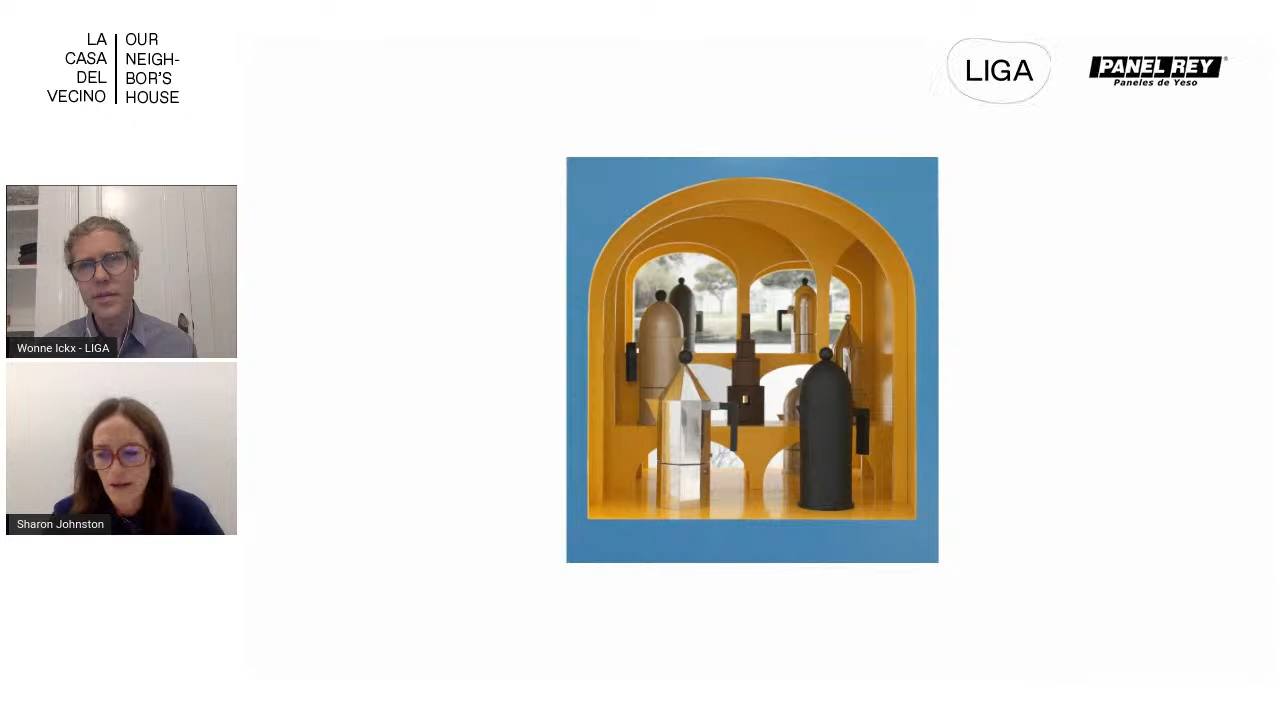 LA
CASA
DEL
VECINO
OUR
NEIGH-
BOR'S
HOUSE
LIGA
PANEL REY®
Paneles de Yeso
Wonne Ickx - LIGA
Sharon Johnston